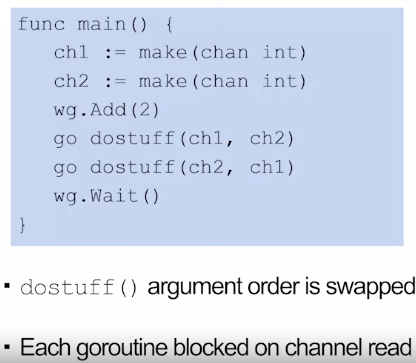 func main() {
ch1 := make(chan int)
ch2 := make(chan int)
wg.Add(2)
go dostuff(ch1, ch2)
go dostuff(ch2, ch1)
wg.Wait()
}
▪ dostuff() argument order is swapped
▪ Each goroutine blocked on channel read